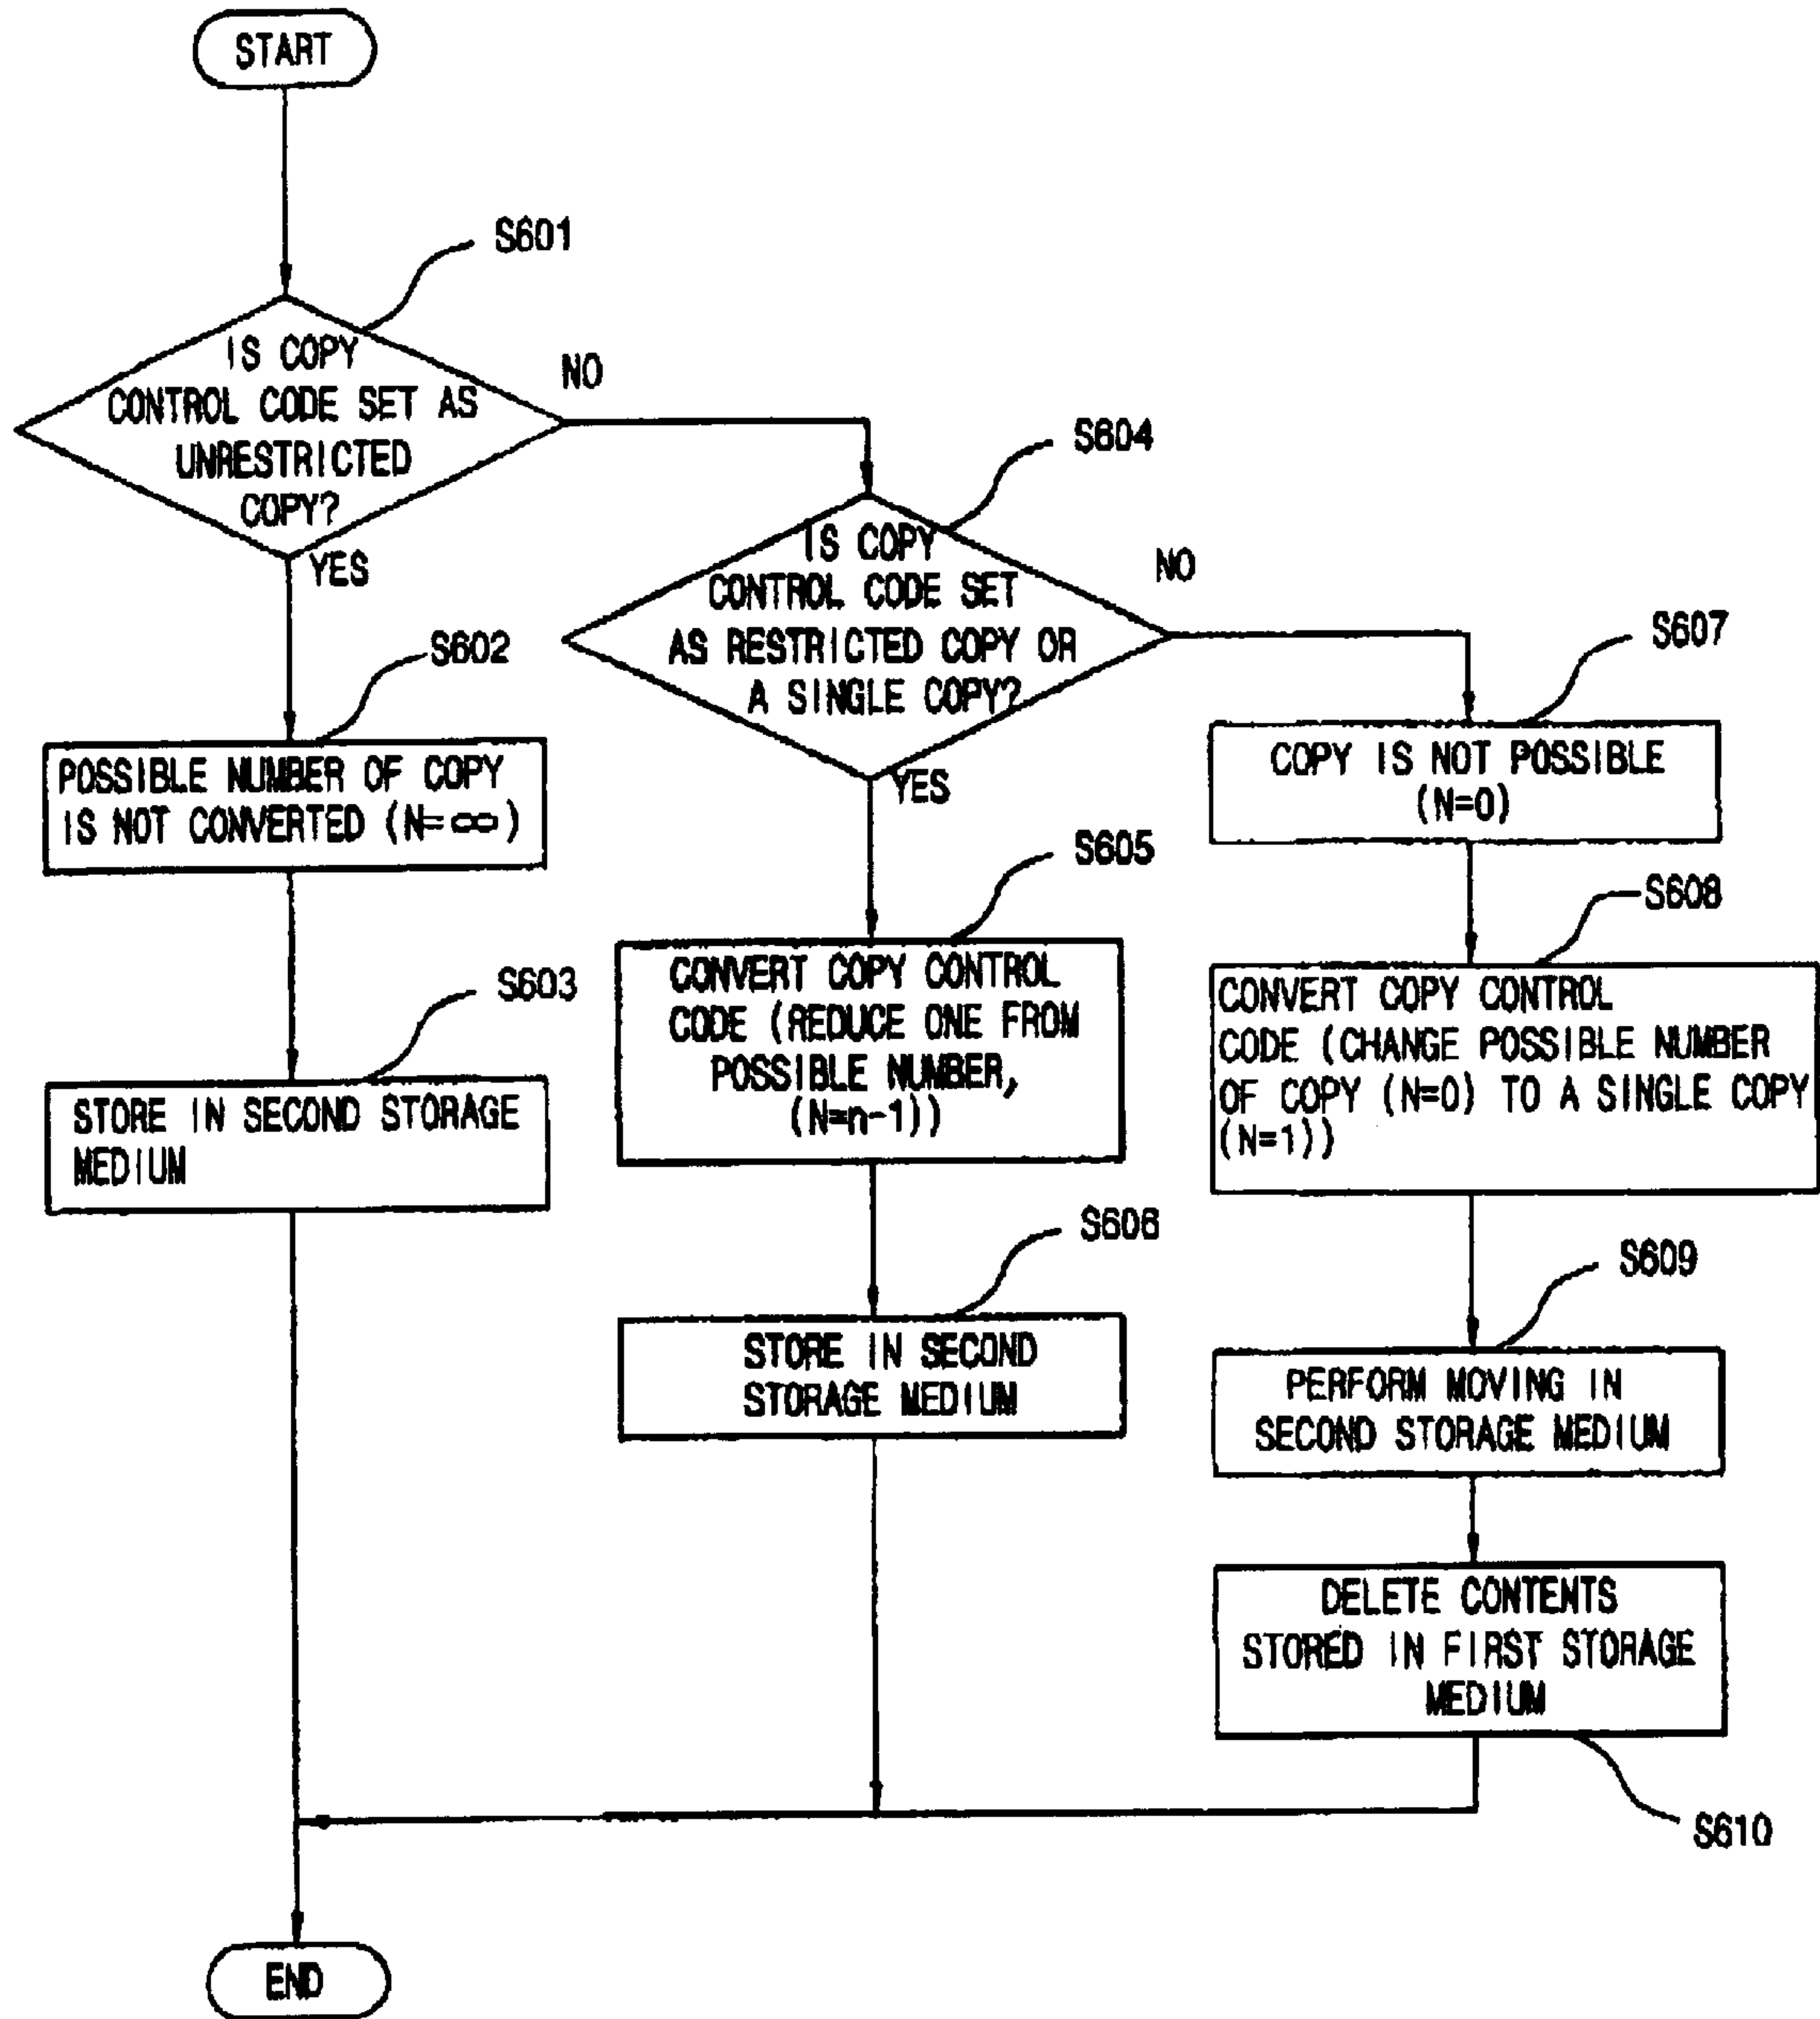 START
S601
IS COPY
CONTROL CODE SET AS
UNRESTRICTED
COPY?
NO
YES
S604
IS COPY
CONTROL CODE SET
AS RESTRICTED COPY OR
A SINGLE COPY?
NO
YES
S602
POSSIBLE NUMBER OF COPY
IS NOT CONVERTED (N=∞)
S603
STORE IN SECOND STORAGE
MEDIUM
S605
CONVERT COPY CONTROL
CODE (REDUCE ONE FROM
POSSIBLE NUMBER,
(N=n-1))
S606
STORE IN SECOND
STORAGE MEDIUM
S607
COPY IS NOT POSSIBLE
(N=0)
S608
CONVERT COPY CONTROL
CODE (CHANGE POSSIBLE NUMBER
OF COPY (N=0) TO A SINGLE COPY
(N=1))
S609
PERFORM MOVING IN
SECOND STORAGE MEDIUM
DELETE CONTENTS
STORED IN FIRST STORAGE
MEDIUM
S610
END